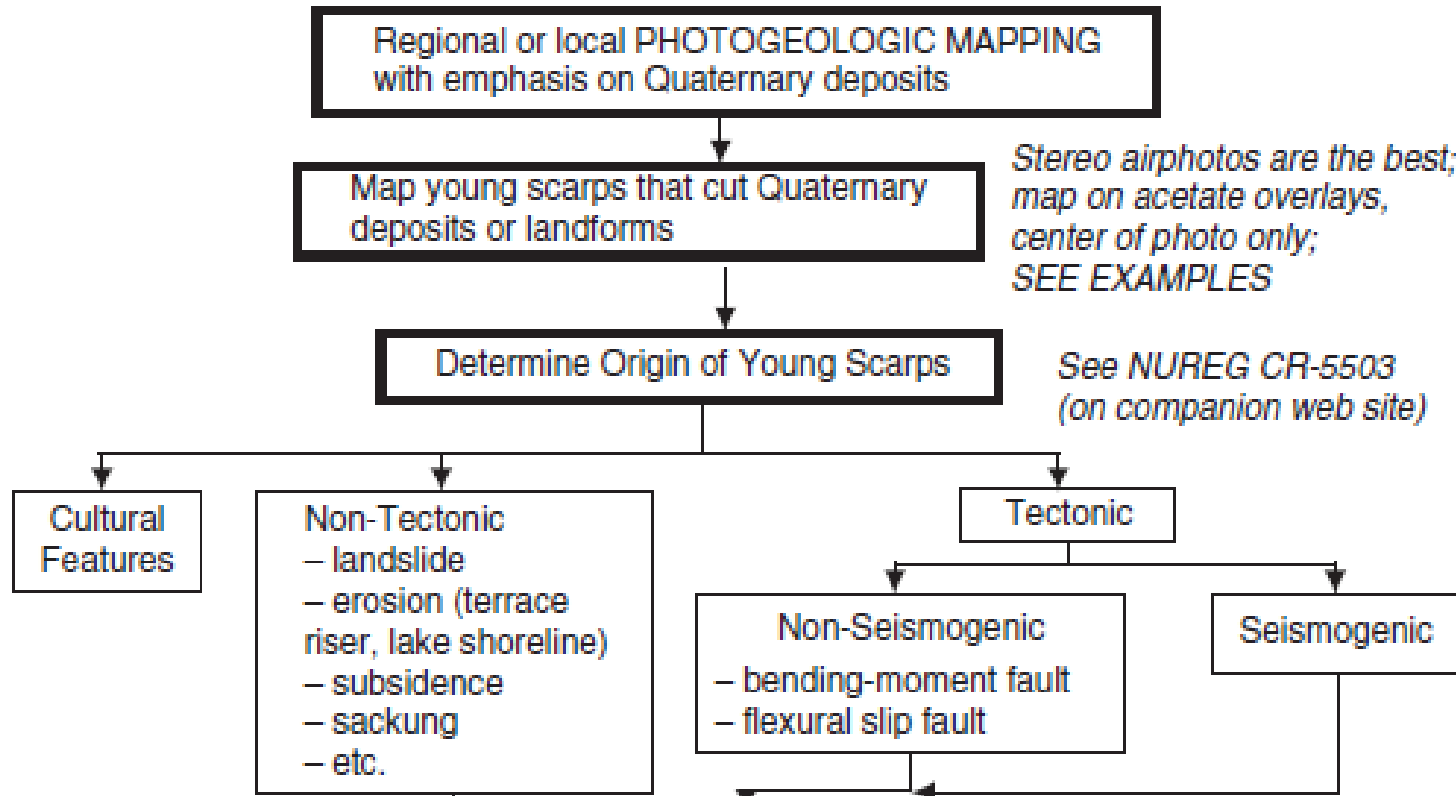 Regional or local PHOTOGEOLOGIC MAPPING
with emphasis on Quaternary deposits
Map young scarps that cut Quaternary
deposits or landforms
Stereo airphotos are the best;
map on acetate overlays,
center of photo only;
SEE EXAMPLES
Determine Origin of Young Scarps
See NUREG CR-5503
(on companion web site)
Cultural
Features
Non-Tectonic
– landslide
– erosion (terrace
riser, lake shoreline)
– subsidence
– sackung
– etc.
Tectonic
Non-Seismogenic
– bending-moment fault
– flexural slip fault
Seismogenic